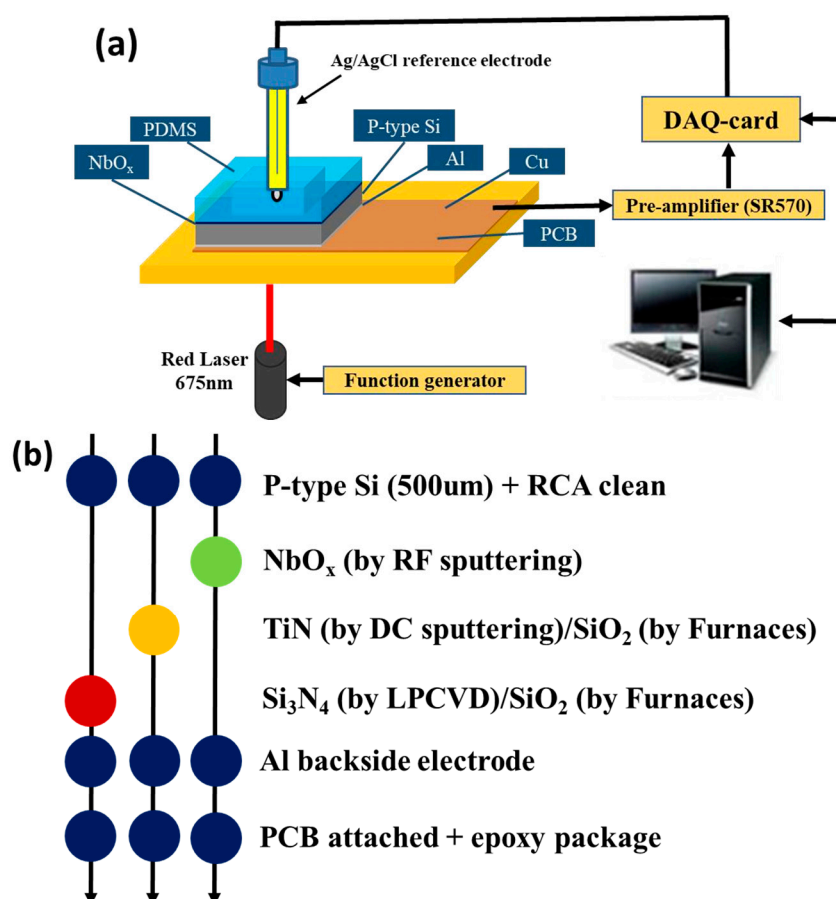 (a)
Ag/AgCl reference electrode
PDMS
P-type Si
DAQ-card
NbOₓ
Al
Cu
Pre-amplifier (SR570)
PCB
Red Laser
675nm
Function generator
(b)
P-type Si (500um) + RCA clean
NbOₓ (by RF sputtering)
TiN (by DC sputtering)/SiO₂ (by Furnaces)
Si₃N₄ (by LPCVD)/SiO₂ (by Furnaces)
Al backside electrode
PCB attached + epoxy package